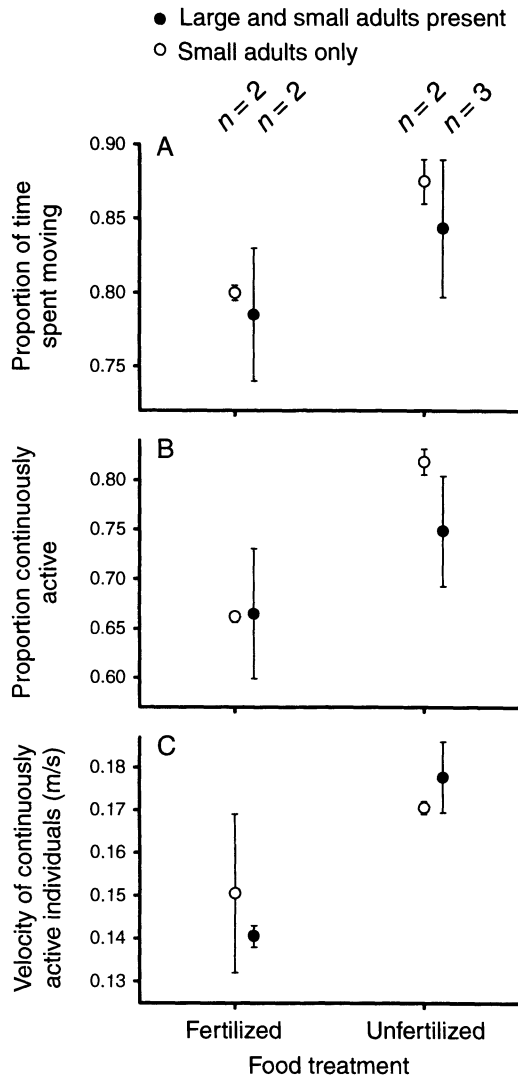 Large and small adults present
Small adults only
n = 2
n = 2
n = 2
n = 3
A
Proportion of time
spent moving
0.90
0.85
0.80
0.75
B
Proportion continuously
active
0.80
0.75
0.70
0.65
0.60
C
Velocity of continuously
active individuals (m/s)
0.18
0.17
0.16
0.15
0.14
0.13
Fertilized Unfertilized
Food treatment